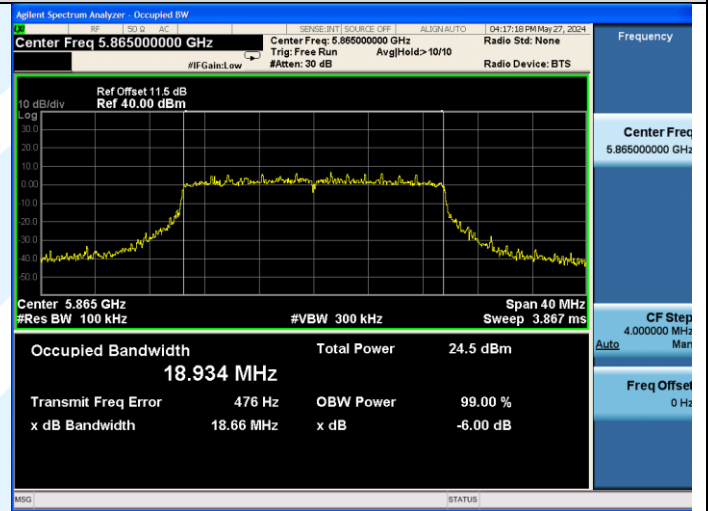 Agilent Spectrum Analyzer - Occupied BW
RF 50 Ω AC SENSE:INT SOURCE OFF ALIGN AUTO 04:17:18 PM May 27, 2024
Center Freq 5.865000000 GHz
Center Freq: 5.865000000 GHz
Radio Std: None
Trig: Free Run Avg|Hold:>10/10
#IFGain:Low
#Atten: 30 dB
Radio Device: BTS
Ref Offset 11.5 dB
10 dB/div Ref 40.00 dBm
Log
30.0
20.0
10.0
0.00
-10.0
-20.0
-30.0
-40.0
-50.0
Center 5.865 GHz Span 40 MHz
#Res BW 100 kHz #VBW 300 kHz Sweep 3.867 ms
Occupied Bandwidth Total Power 24.5 dBm
18.934 MHz
Transmit Freq Error 476 Hz OBW Power 99.00 %
x dB Bandwidth 18.66 MHz x dB -6.00 dB
MSG STATUS
Frequency
Center Freq
5.865000000 GHz
CF Step
4.000000 MHz
Auto Man
Freq Offset
0 Hz